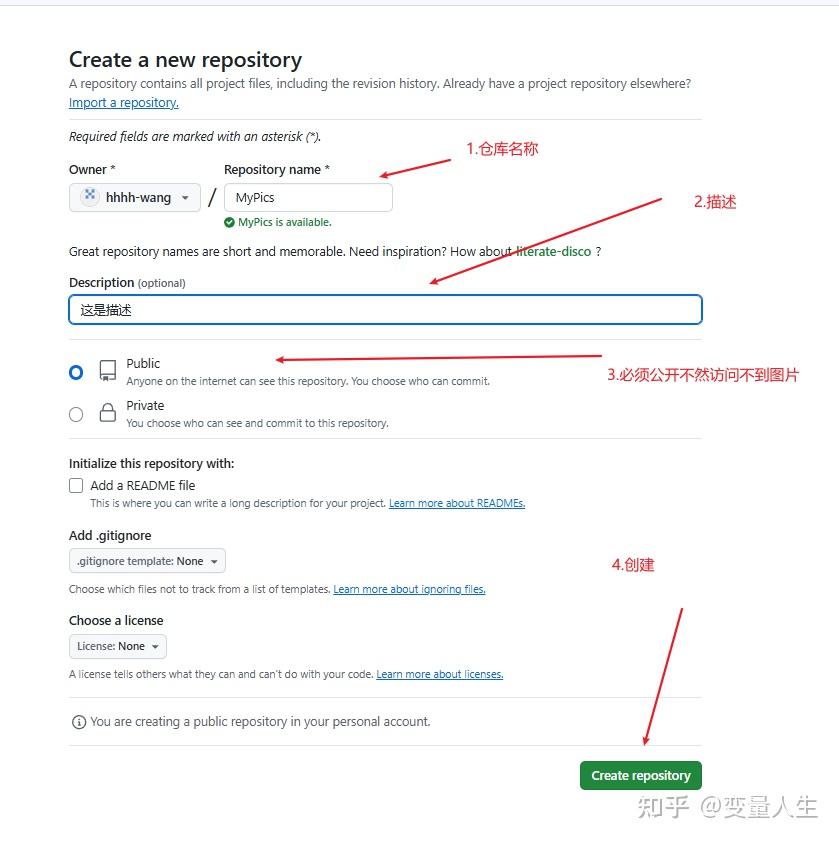 Create a new repository
A repository contains all project files, including the revision history. Already have a project repository elsewhere?
Import a repository.
Required fields are marked with an asterisk (*).
1.仓库名称
Owner * Repository name *
hhhh-wang / MyPics
2.描述
MyPics is available.
Great repository names are short and memorable. Need inspiration? How about literate-disco ?
Description (optional)
这是描述
Public
Anyone on the internet can see this repository. You choose who can commit.
3.必须公开不然访问不到图片
Private
You choose who can see and commit to this repository.
Initialize this repository with:
Add a README file
This is where you can write a long description for your project. Learn more about READMEs.
Add .gitignore
.gitignore template: None
4.创建
Choose which files not to track from a list of templates. Learn more about ignoring files.
Choose a license
License: None
A license tells others what they can and can't do with your code. Learn more about licenses.
You are creating a public repository in your personal account.
Create repository
知乎 @变量人生